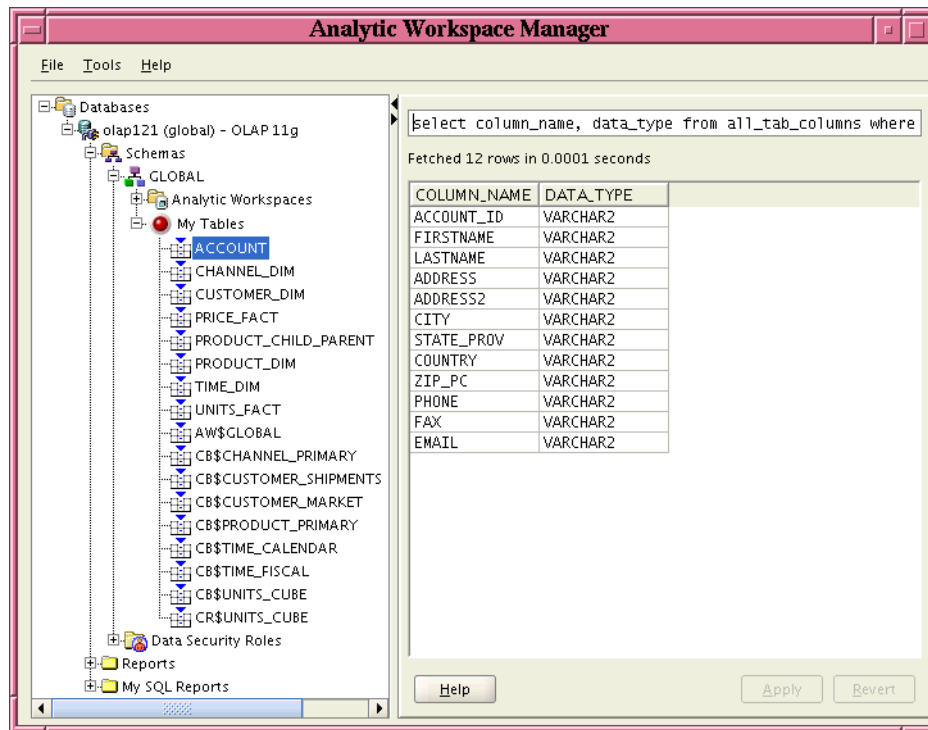 Analytic Workspace Manager
File Tools Help
Databases
olap121 (global) - OLAP 11g
Schemas
GLOBAL
Analytic Workspaces
My Tables
ACCOUNT
CHANNEL_DIM
CUSTOMER_DIM
PRICE_FACT
PRODUCT_CHILD_PARENT
PRODUCT_DIM
TIME_DIM
UNITS_FACT
AW$GLOBAL
CB$CHANNEL_PRIMARY
CB$CUSTOMER_SHIPMENTS
CB$CUSTOMER_MARKET
CB$PRODUCT_PRIMARY
CB$TIME_CALENDAR
CB$TIME_FISCAL
CB$UNITS_CUBE
CR$UNITS_CUBE
Data Security Roles
Reports
My SQL Reports
select column_name, data_type from all_tab_columns where
Fetched 12 rows in 0.0001 seconds
COLUMN_NAME DATA_TYPE
ACCOUNT_ID VARCHAR2
FIRSTNAME VARCHAR2
LASTNAME VARCHAR2
ADDRESS VARCHAR2
ADDRESS2 VARCHAR2
CITY VARCHAR2
STATE_PROV VARCHAR2
COUNTRY VARCHAR2
ZIP_PC VARCHAR2
PHONE VARCHAR2
FAX VARCHAR2
EMAIL VARCHAR2
Help Apply Revert